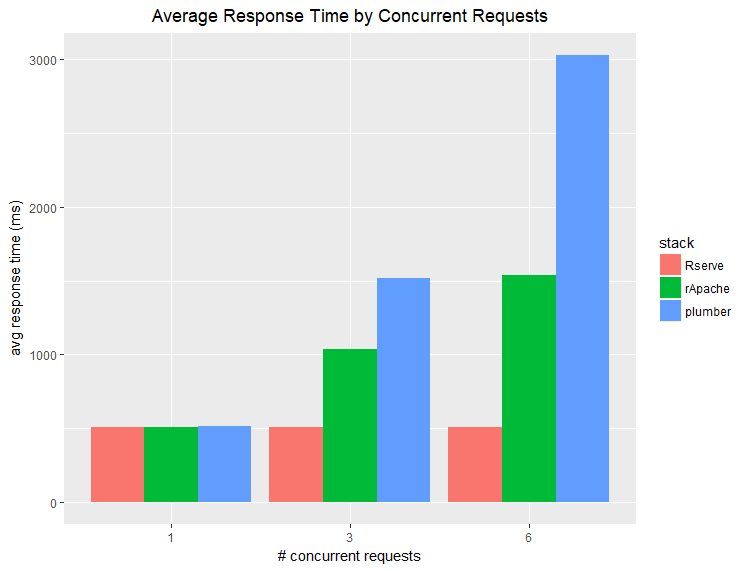 Average Response Time by Concurrent Requests
3000
2000
1000
0
avg response time (ms)
1 3 6
# concurrent requests
stack
Rserve
rApache
plumber